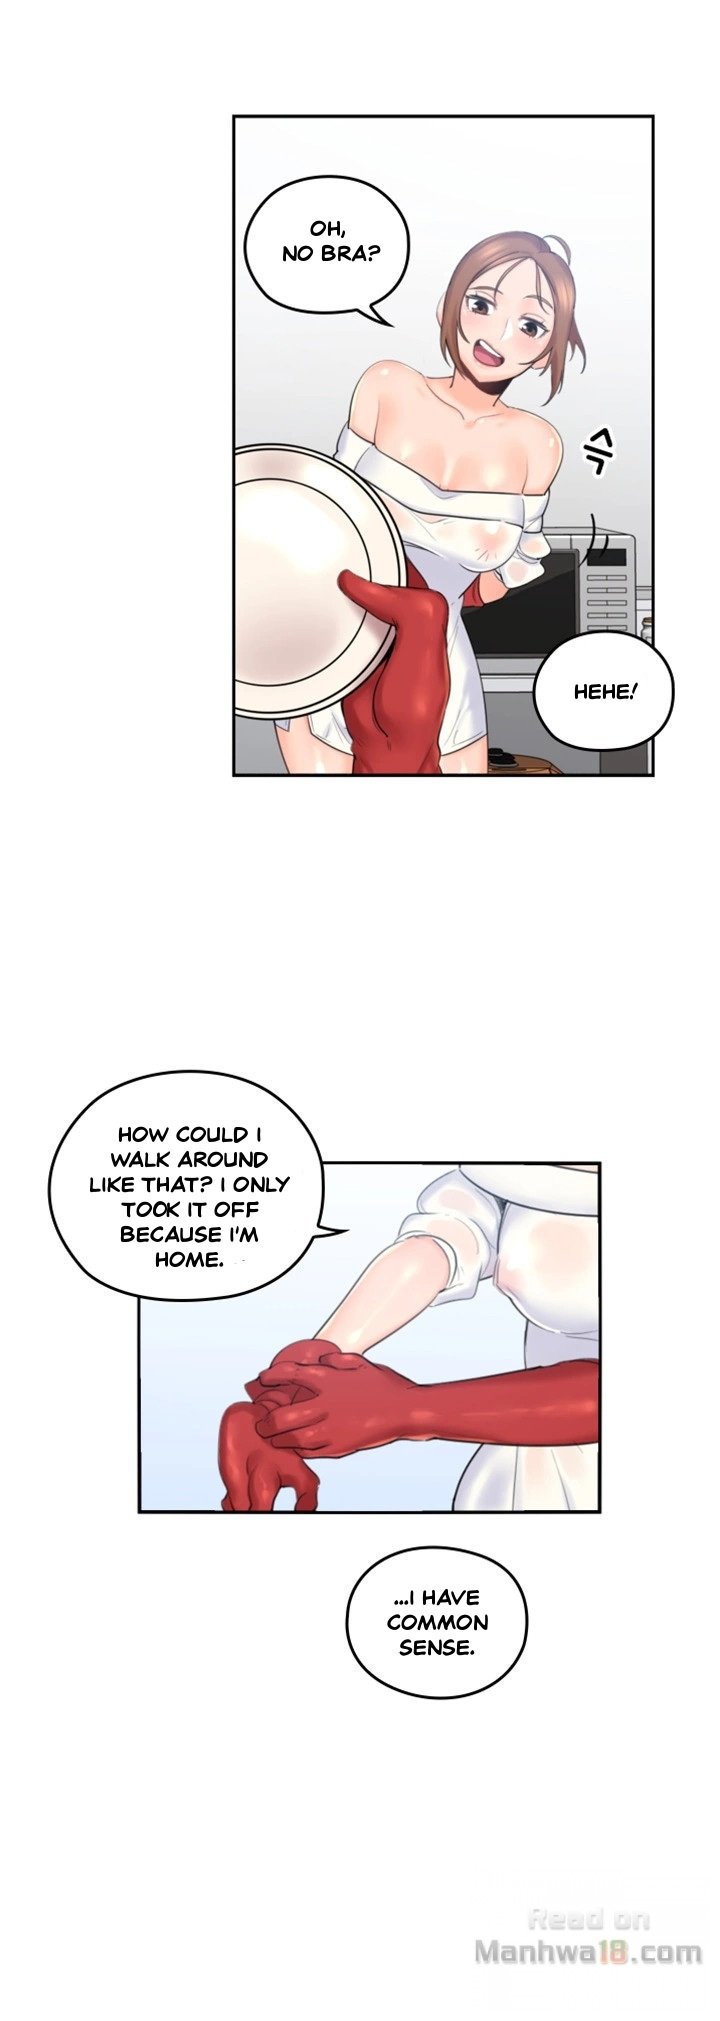 OH,
NO BRA?
HEHE!
HOW COULD I
WALK AROUND
LIKE THAT? I ONLY
TOOK IT OFF
BECAUSE I'M
HOME.
...I HAVE
COMMON
SENSE.
Read on
Manhwa18.com